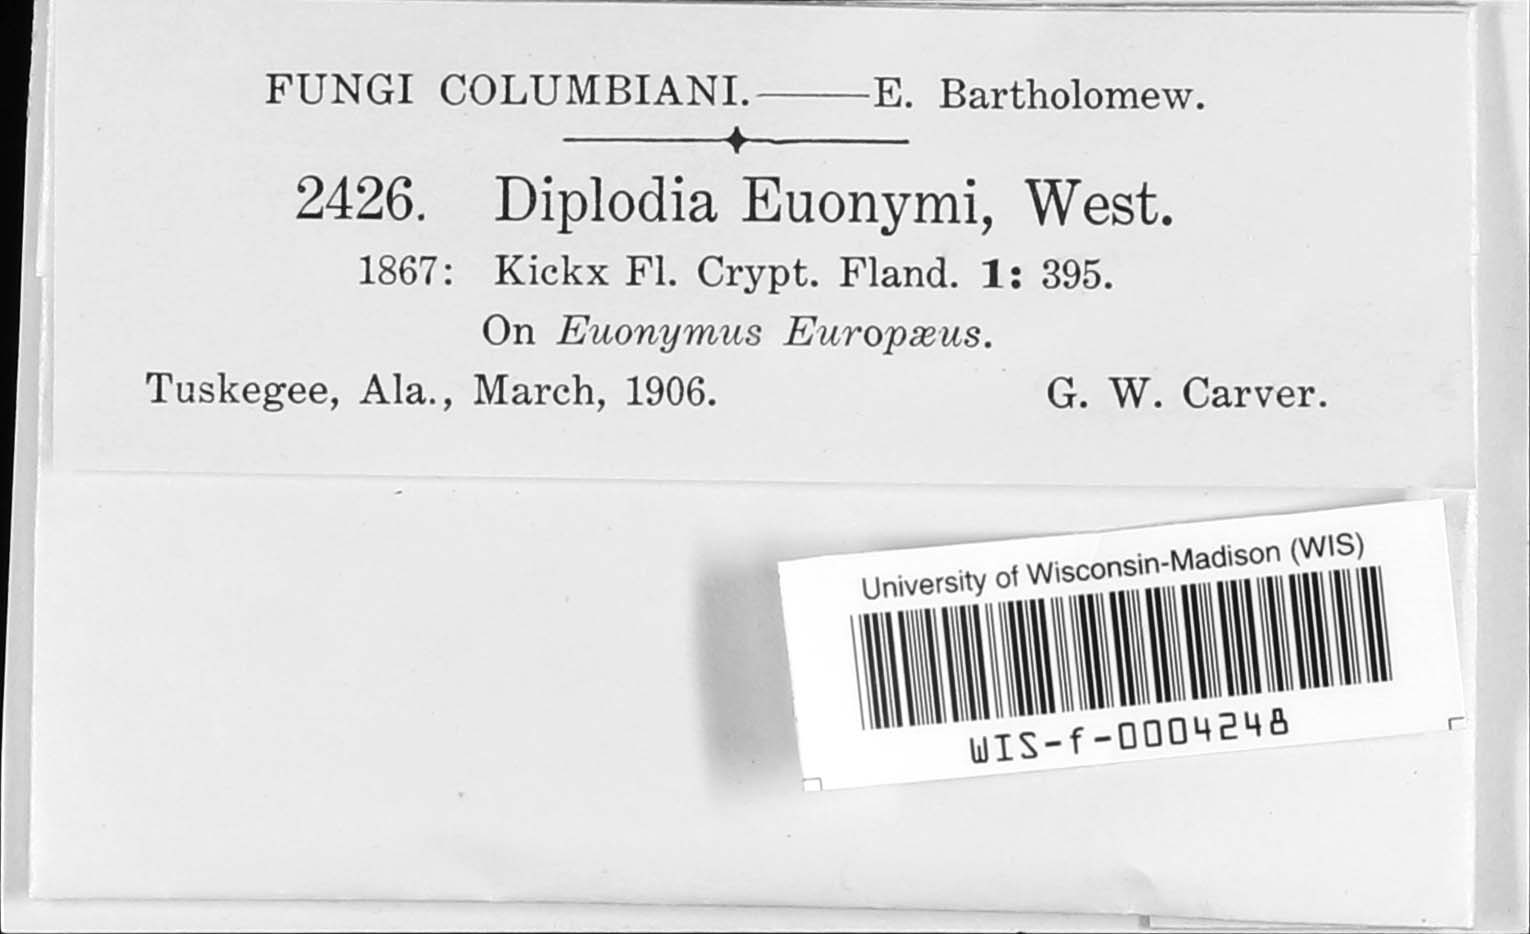 FUNGI COLUMBIANI.——E. Bartholomew.
2426. Diplodia Euonymi, West.
1867: Kickx Fl. Crypt. Fland. 1: 395.
On Euonymus Europæus.
Tuskegee, Ala., March, 1906. G. W. Carver.
University of Wisconsin-Madison (WIS)
WIS-f-0004248